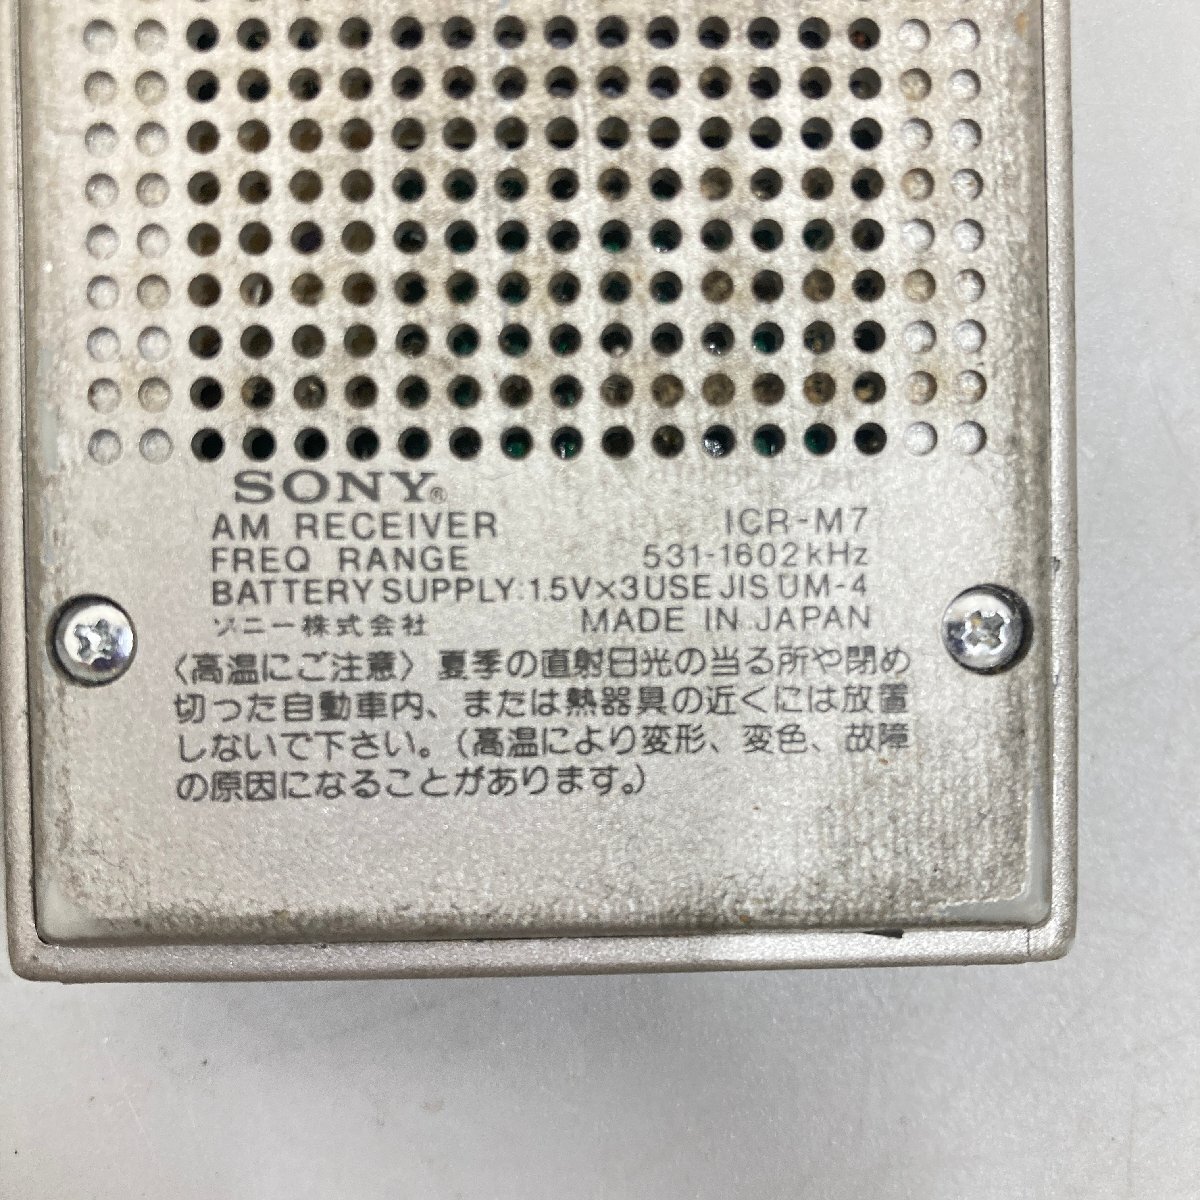 SONY®
AM RECEIVER ICR-M7
FREQ RANGE 531-1602kHz
BATTERY SUPPLY:1.5V×3 USE JIS UM-4
ソニー株式会社 MADE IN JAPAN
〈高温にご注意〉夏季の直射日光の当る所や閉め
切った自動車内、または熱器具の近くには放置
しないで下さい。(高温により変形、変色、故障
の原因になることがあります。)